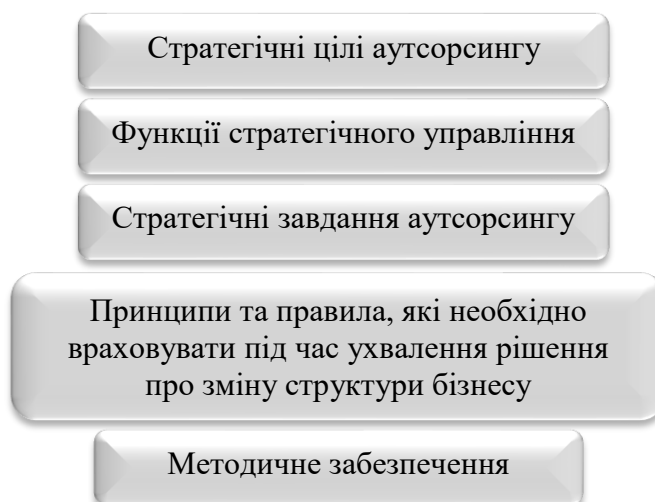 Стратегічні цілі аутсорсингу
Функції стратегічного управління
Стратегічні завдання аутсорсингу
Принципи та правила, які необхідно
враховувати під час ухвалення рішення
про зміну структури бізнесу
Методичне забезпечення